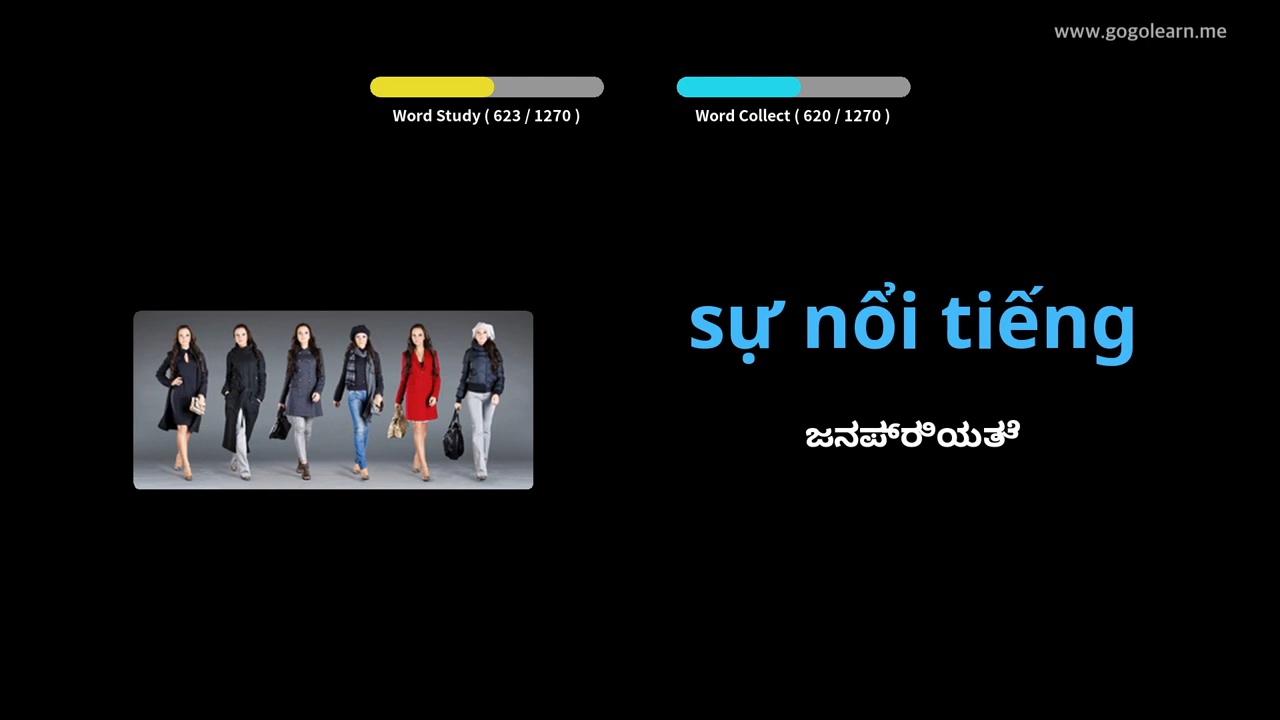 www.gogolearn.me
Word Study ( 623 / 1270 )
Word Collect ( 620 / 1270 )
sự nổi tiếng
ಜನಪ್ರಿಯತೆ